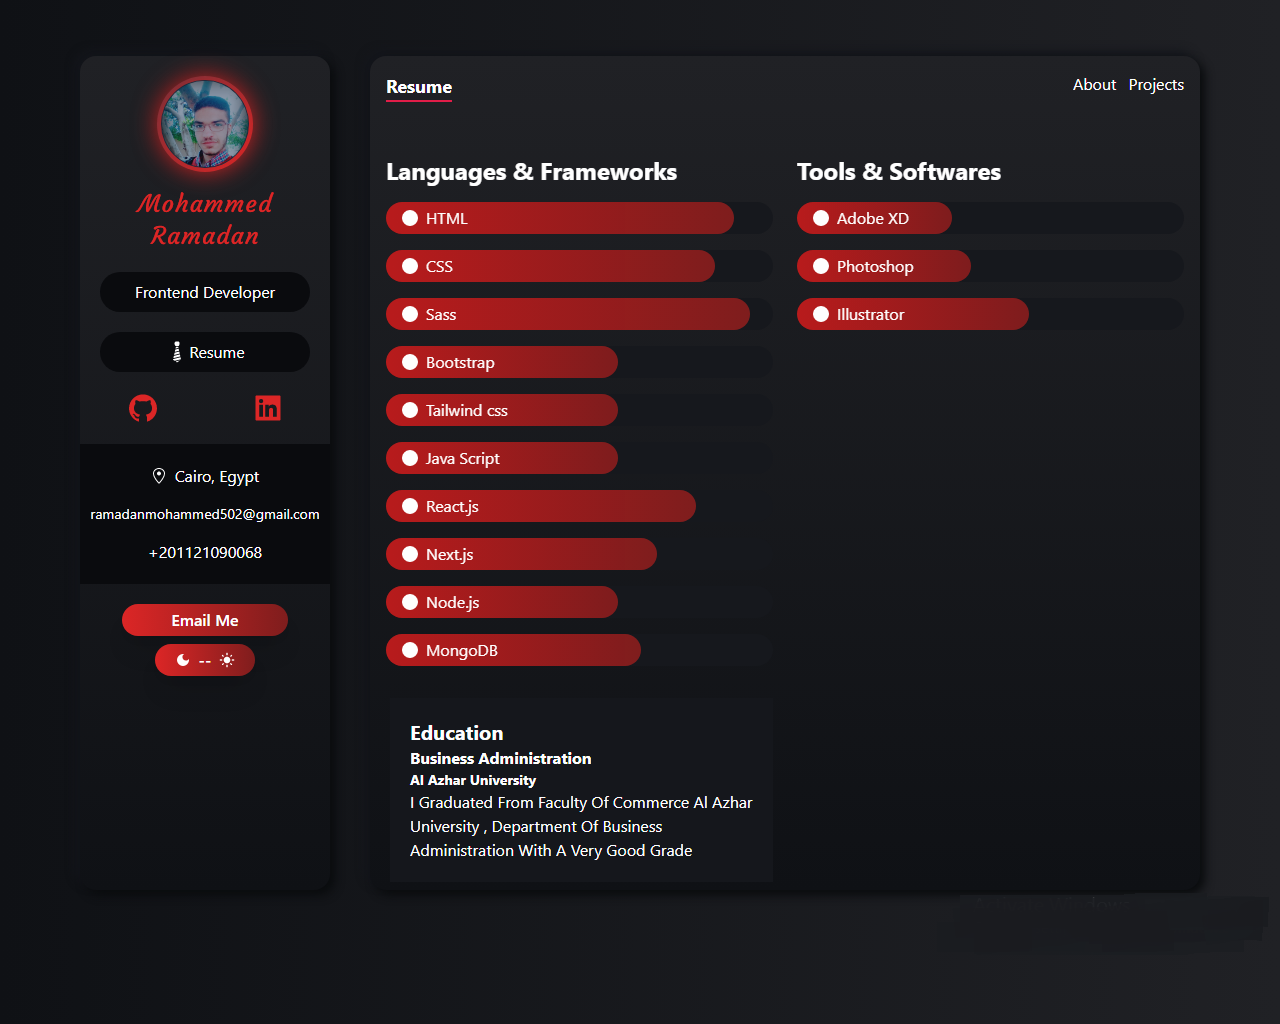 Mohammed
Ramadan
Frontend Developer
Resume
Cairo, Egypt
ramadanmohammed502@gmail.com
+201121090068
Email Me
--
Resume
About Projects
Languages & Frameworks
HTML
CSS
Sass
Bootstrap
Tailwind css
Java Script
React.js
Next.js
Node.js
MongoDB
Tools & Softwares
Adobe XD
Photoshop
Illustrator
Education
Business Administration
Al Azhar University
I Graduated From Faculty Of Commerce Al Azhar
University , Department Of Business
Administration With A Very Good Grade